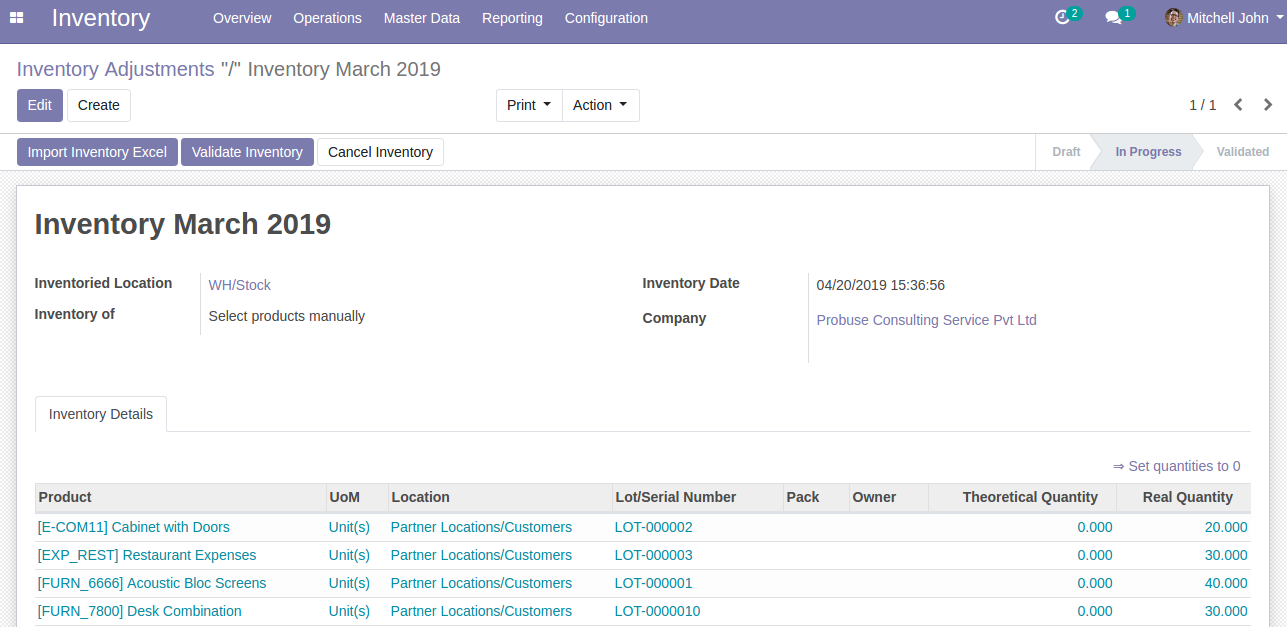 Inventory Overview Operations Master Data Reporting Configuration 2 1 Mitchell John
Inventory Adjustments "/" Inventory March 2019
Edit Create Print Action 1 / 1
Import Inventory Excel Validate Inventory Cancel Inventory Draft In Progress Validated
Inventory March 2019
Inventoried Location WH/Stock Inventory Date 04/20/2019 15:36:56
Inventory of Select products manually Company Probuse Consulting Service Pvt Ltd
Inventory Details
⇒ Set quantities to 0
Product UoM Location Lot/Serial Number Pack Owner Theoretical Quantity Real Quantity
[E-COM11] Cabinet with Doors Unit(s) Partner Locations/Customers LOT-000002 0.000 20.000
[EXP_REST] Restaurant Expenses Unit(s) Partner Locations/Customers LOT-000003 0.000 30.000
[FURN_6666] Acoustic Bloc Screens Unit(s) Partner Locations/Customers LOT-000001 0.000 40.000
[FURN_7800] Desk Combination Unit(s) Partner Locations/Customers LOT-0000010 0.000 30.000